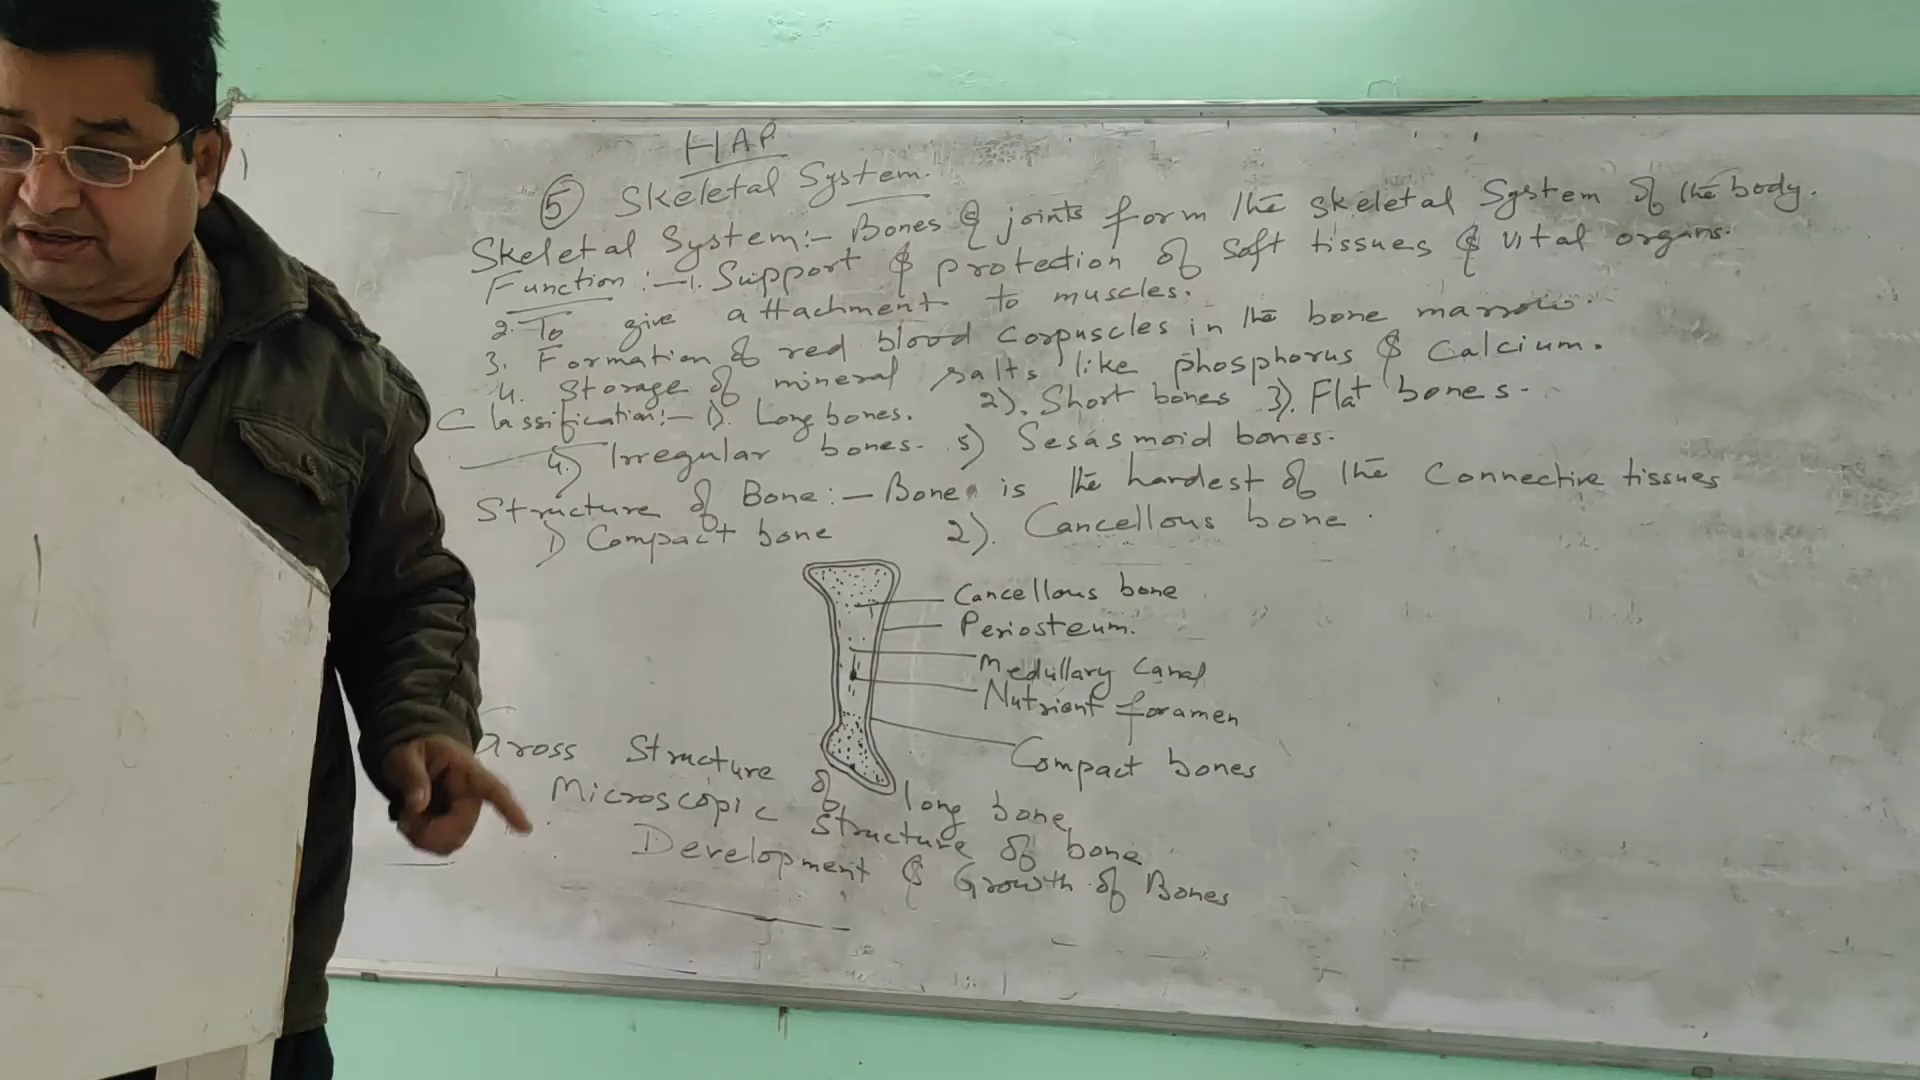 HAP
⑤ Skeletal System.
Skeletal System:- Bones & joints form the skeletal System of the body.
Function :- 1. Support & protection of soft tissues & vital organs.
2. To give attachment to muscles.
3. Formation of red blood corpuscles in the bone marrow.
4. Storage of mineral salts like phosphorus & Calcium.
Classification:- 1). Long bones. 2). Short bones 3). Flat bones.
4.) Irregular bones. 5) Sesasmoid bones.
Structure of Bone:- Bone is the hardest of the Connective tissues
1) Compact bone 2). Cancellous bone.
Cancellous bone
Periosteum.
Medullary Canal
Nutrient foramen
Compact bones
Gross Structure of long bone
Microscopic Structure of bone
Development & Growth of Bones